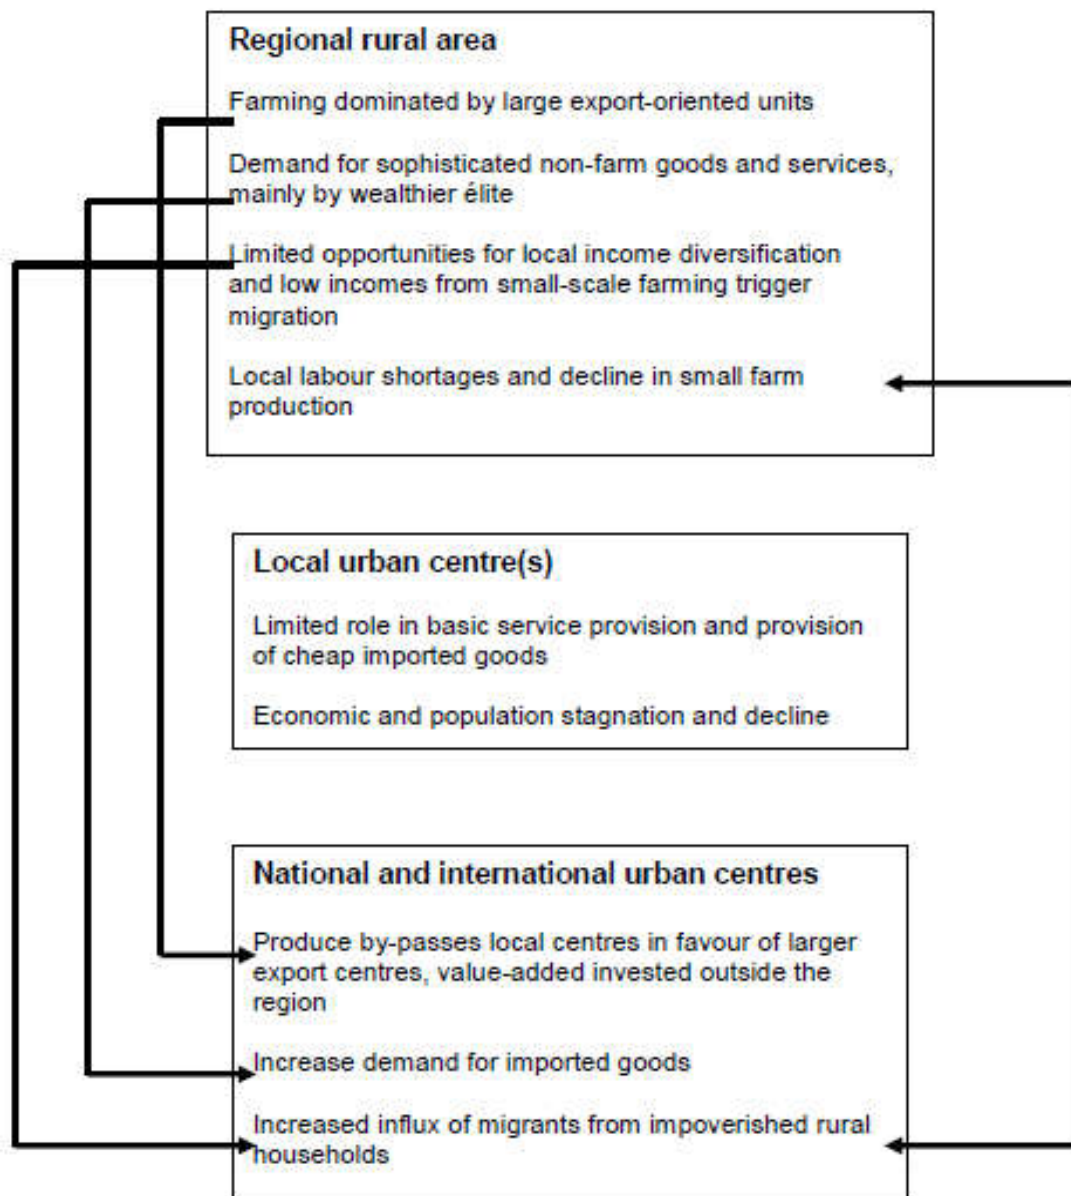 Regional rural area
Farming dominated by large export-oriented units
Demand for sophisticated non-farm goods and services,
mainly by wealthier élite
Limited opportunities for local income diversification
and low incomes from small-scale farming trigger
migration
Local labour shortages and decline in small farm
production
Local urban centre(s)
Limited role in basic service provision and provision
of cheap imported goods
Economic and population stagnation and decline
National and international urban centres
Produce by-passes local centres in favour of larger
export centres, value-added invested outside the
region
Increase demand for imported goods
Increased influx of migrants from impoverished rural
households